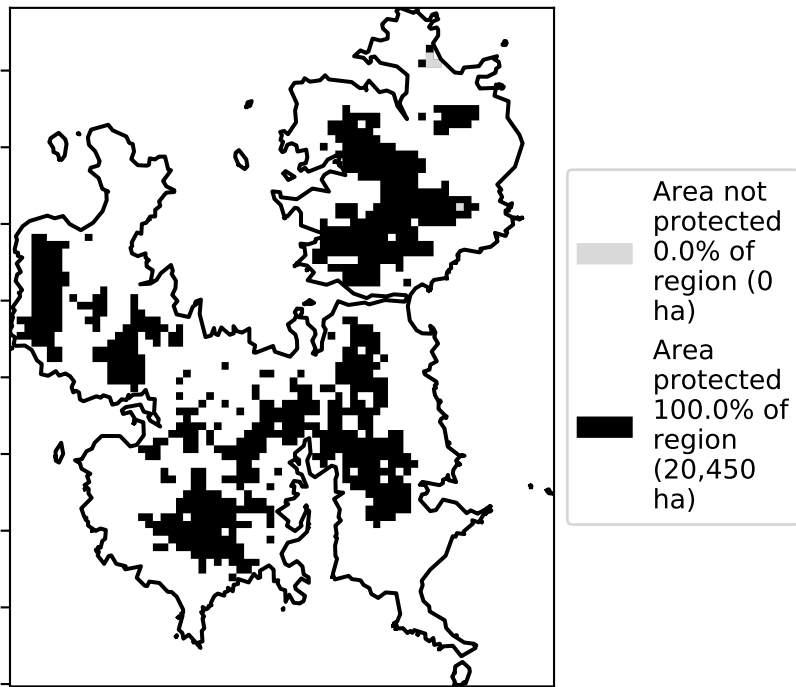 Area not
protected
0.0% of
region (0
ha)
Area
protected
100.0% of
region
(20,450
ha)